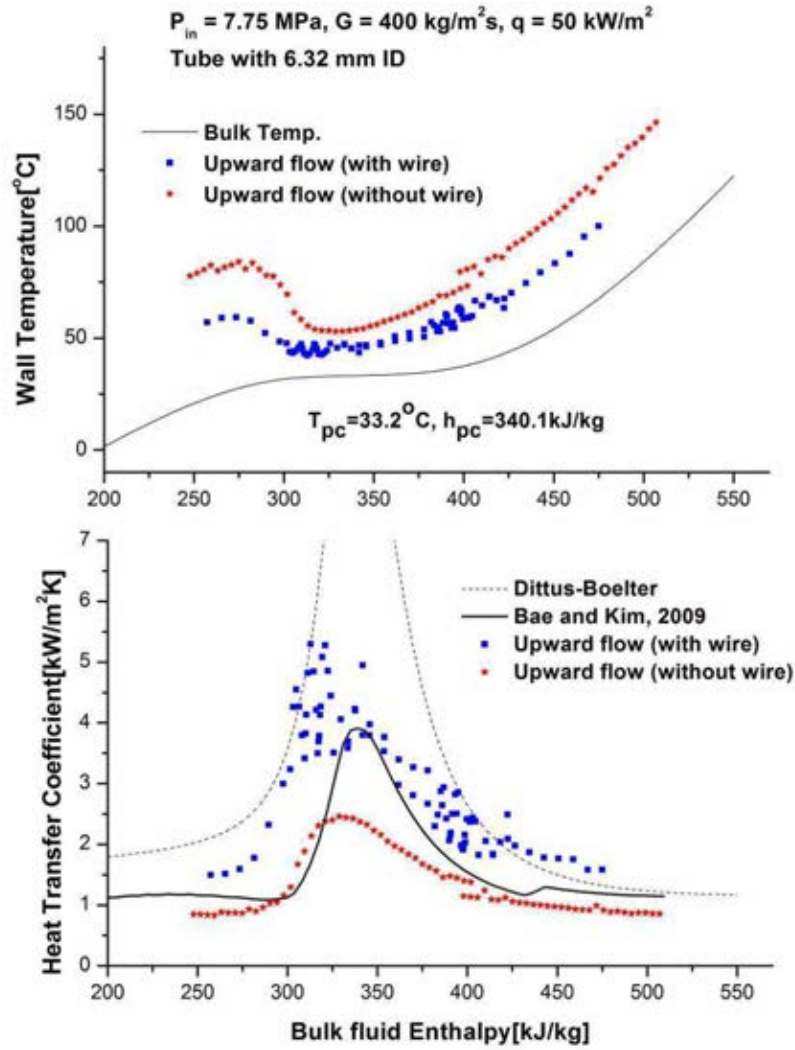 P_in = 7.75 MPa, G = 400 kg/m²s, q = 50 kW/m²
Tube with 6.32 mm ID
Bulk Temp.
Upward flow (with wire)
Upward flow (without wire)
Wall Temperature[°C]
150
100
50
0
T_pc=33.2°C, h_pc=340.1kJ/kg
200 250 300 350 400 450 500 550
Dittus-Boelter
Bae and Kim, 2009
Upward flow (with wire)
Upward flow (without wire)
Heat Transfer Coefficient[kW/m²K]
7
6
5
4
3
2
1
0
200 250 300 350 400 450 500 550
Bulk fluid Enthalpy[kJ/kg]